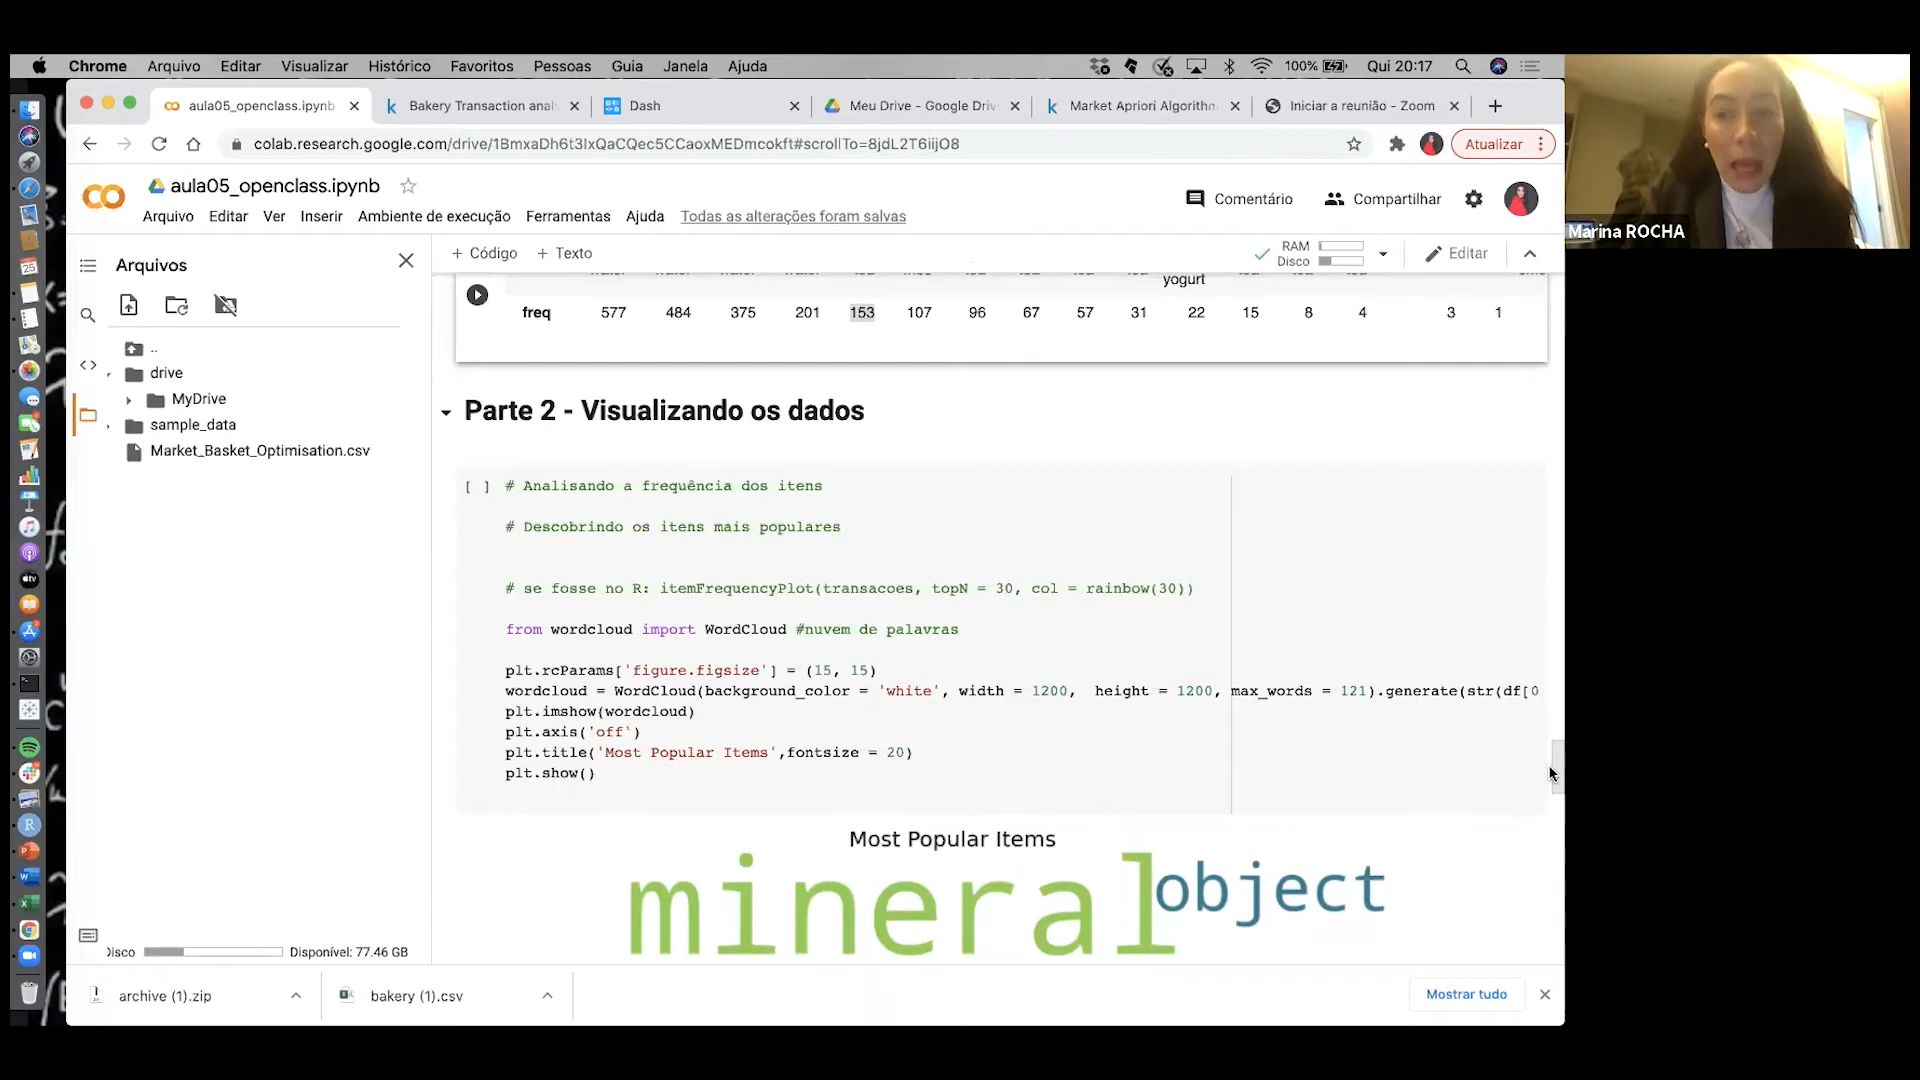 Chrome Arquivo Editar Visualizar Histórico Favoritos Pessoas Guia Janela Ajuda 100% Qui 20:17
aula05_openclass.ipynb Bakery Transaction anal Dash Meu Drive - Google Driv Market Apriori Algorithm Iniciar a reunião - Zoom
colab.research.google.com/drive/1BmxaDh6t3IxQaCQec5CCaoxMEDmcokft#scrollTo=8jdL2T6iijO8 Atualizar
aula05_openclass.ipynb
Comentário Compartilhar
Arquivo Editar Ver Inserir Ambiente de execução Ferramentas Ajuda Todas as alterações foram salvas
Marina ROCHA
+ Código + Texto RAM Disco Editar
Arquivos
yogurt
freq 577 484 375 201 153 107 96 67 57 31 22 15 8 4 3 1
..
drive
MyDrive
sample_data
Market_Basket_Optimisation.csv
Parte 2 - Visualizando os dados
[ ] # Analisando a frequência dos itens
# Descobrindo os itens mais populares
# se fosse no R: itemFrequencyPlot(transacoes, topN = 30, col = rainbow(30))
from wordcloud import WordCloud #nuvem de palavras
plt.rcParams['figure.figsize'] = (15, 15)
wordcloud = WordCloud(background_color = 'white', width = 1200, height = 1200, max_words = 121).generate(str(df[0
plt.imshow(wordcloud)
plt.axis('off')
plt.title('Most Popular Items',fontsize = 20)
plt.show()
Most Popular Items
mineral object
Disco Disponível: 77.46 GB
archive (1).zip bakery (1).csv Mostrar tudo